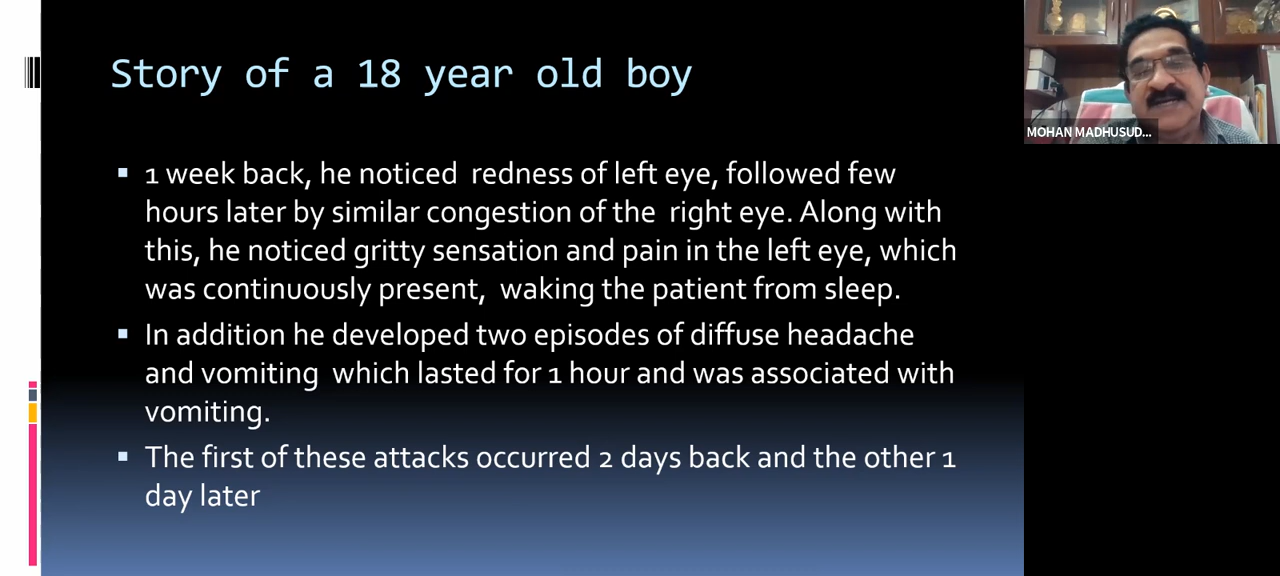 Story of a 18 year old boy
MOHAN MADHUSUD...
▪ 1 week back, he noticed redness of left eye, followed few
hours later by similar congestion of the right eye. Along with
this, he noticed gritty sensation and pain in the left eye, which
was continuously present, waking the patient from sleep.
▪ In addition he developed two episodes of diffuse headache
and vomiting which lasted for 1 hour and was associated with
vomiting.
▪ The first of these attacks occurred 2 days back and the other 1
day later